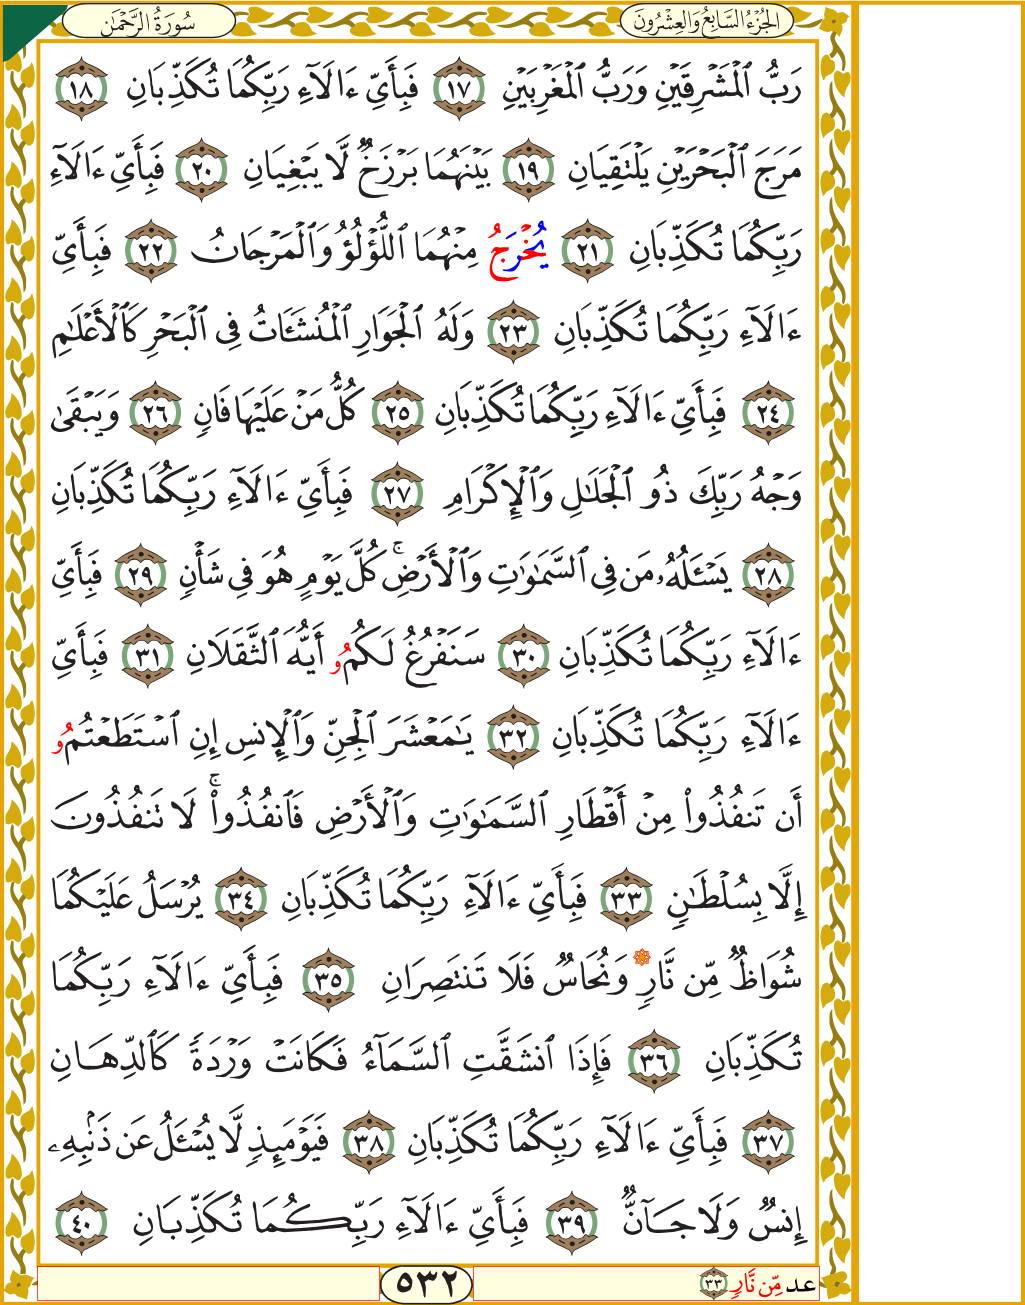 الجُزْءُ السَّابِعُ وَالعِشْرُونَ
سُورَةُ الرَّحْمٰن
رَبُّ ٱلْمَشْرِقَيْنِ وَرَبُّ ٱلْمَغْرِبَيْنِ ١٧ فَبِأَيِّ ءَالَآءِ رَبِّكُمَا تُكَذِّبَانِ ١٨
مَرَجَ ٱلْبَحْرَيْنِ يَلْتَقِيَانِ ١٩ بَيْنَهُمَا بَرْزَخٌ لَّا يَبْغِيَانِ ٢٠ فَبِأَيِّ ءَالَآءِ
رَبِّكُمَا تُكَذِّبَانِ ٢١ يُخْرَجُ مِنْهُمَا ٱللُّؤْلُؤُ وَٱلْمَرْجَانُ ٢٢ فَبِأَيِّ
ءَالَآءِ رَبِّكُمَا تُكَذِّبَانِ ٢٣ وَلَهُ ٱلْجَوَارِ ٱلْمُنشَـَٔاتُ فِي ٱلْبَحْرِ كَٱلْأَعْلَٰمِ
٢٤ فَبِأَيِّ ءَالَآءِ رَبِّكُمَا تُكَذِّبَانِ ٢٥ كُلُّ مَنْ عَلَيْهَا فَانٍ ٢٦ وَيَبْقَىٰ
وَجْهُ رَبِّكَ ذُو ٱلْجَلَٰلِ وَٱلْإِكْرَامِ ٢٧ فَبِأَيِّ ءَالَآءِ رَبِّكُمَا تُكَذِّبَانِ
٢٨ يَسْـَٔلُهُۥ مَن فِي ٱلسَّمَٰوَٰتِ وَٱلْأَرْضِ ۚ كُلَّ يَوْمٍ هُوَ فِي شَأْنٍ ٢٩ فَبِأَيِّ
ءَالَآءِ رَبِّكُمَا تُكَذِّبَانِ ٣٠ سَنَفْرُغُ لَكُمُو أَيُّهَ ٱلثَّقَلَانِ ٣١ فَبِأَيِّ
ءَالَآءِ رَبِّكُمَا تُكَذِّبَانِ ٣٢ يَٰمَعْشَرَ ٱلْجِنِّ وَٱلْإِنسِ إِنِ ٱسْتَطَعْتُمُو
أَن تَنفُذُوا۟ مِنْ أَقْطَارِ ٱلسَّمَٰوَٰتِ وَٱلْأَرْضِ فَٱنفُذُوا۟ ۚ لَا تَنفُذُونَ
إِلَّا بِسُلْطَٰنٍ ٣٣ فَبِأَيِّ ءَالَآءِ رَبِّكُمَا تُكَذِّبَانِ ٣٤ يُرْسَلُ عَلَيْكُمَا
شُوَاظٌ مِّن نَّارٍ وَنُحَاسٌ فَلَا تَنتَصِرَانِ ٣٥ فَبِأَيِّ ءَالَآءِ رَبِّكُمَا
تُكَذِّبَانِ ٣٦ فَإِذَا ٱنشَقَّتِ ٱلسَّمَآءُ فَكَانَتْ وَرْدَةً كَٱلدِّهَانِ
٣٧ فَبِأَيِّ ءَالَآءِ رَبِّكُمَا تُكَذِّبَانِ ٣٨ فَيَوْمَئِذٍ لَّا يُسْـَٔلُ عَن ذَنۢبِهِۦ
إِنسٌ وَلَا جَآنٌّ ٣٩ فَبِأَيِّ ءَالَآءِ رَبِّكُمَا تُكَذِّبَانِ ٤٠
عد مِّن نَّارٍ ٣٣
٥٣٢